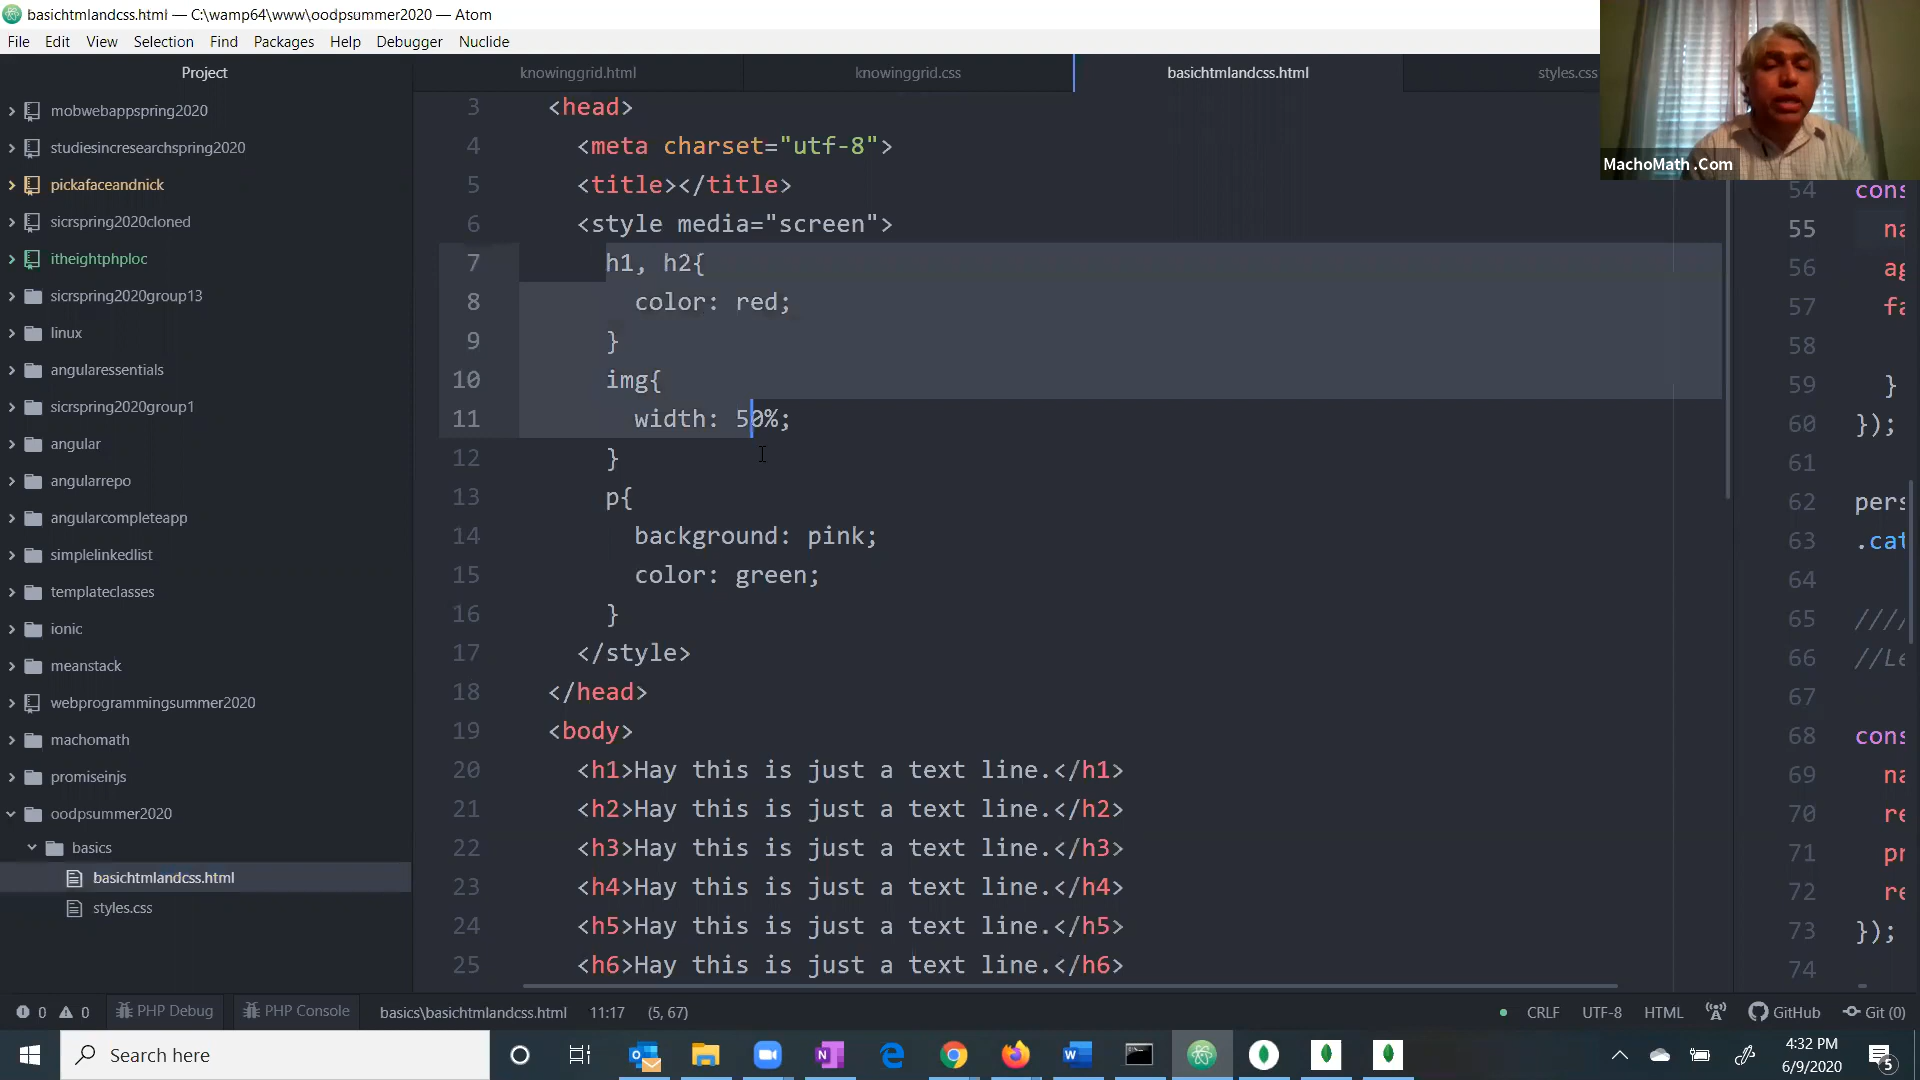 basichtmlandcss.html — C:\wamp64\www\oodpsummer2020 — Atom
File Edit View Selection Find Packages Help Debugger Nuclide
Project
mobwebappspring2020
studiesincresearchspring2020
pickafaceandnick
sicrspring2020cloned
itheightphploc
sicrspring2020group13
linux
angularessentials
sicrspring2020group1
angular
angularrepo
angularcompleteapp
simplelinkedlist
templateclasses
ionic
meanstack
webprogrammingsummer2020
machomath
promiseinjs
oodpsummer2020
basics
basichtmlandcss.html
styles.css
knowinggrid.html knowinggrid.css basichtmlandcss.html styles.css
3 <head>
4 <meta charset="utf-8">
5 <title></title>
6 <style media="screen">
7 h1, h2{
8 color: red;
9 }
10 img{
11 width: 50%;
12 }
13 p{
14 background: pink;
15 color: green;
16 }
17 </style>
18 </head>
19 <body>
20 <h1>Hay this is just a text line.</h1>
21 <h2>Hay this is just a text line.</h2>
22 <h3>Hay this is just a text line.</h3>
23 <h4>Hay this is just a text line.</h4>
24 <h5>Hay this is just a text line.</h5>
25 <h6>Hay this is just a text line.</h6>
MachoMath .Com
54 cons
55 na
56 ag
57 fa
58
59 }
60 });
61
62 pers
63 .cat
64
65 ////
66 //Le
67
68 cons
69 na
70 re
71 pr
72 re
73 });
74
0 0 PHP Debug PHP Console basics\basichtmlandcss.html 11:17 (5, 67) CRLF UTF-8 HTML GitHub Git (0)
Search here
4:32 PM
6/9/2020
5